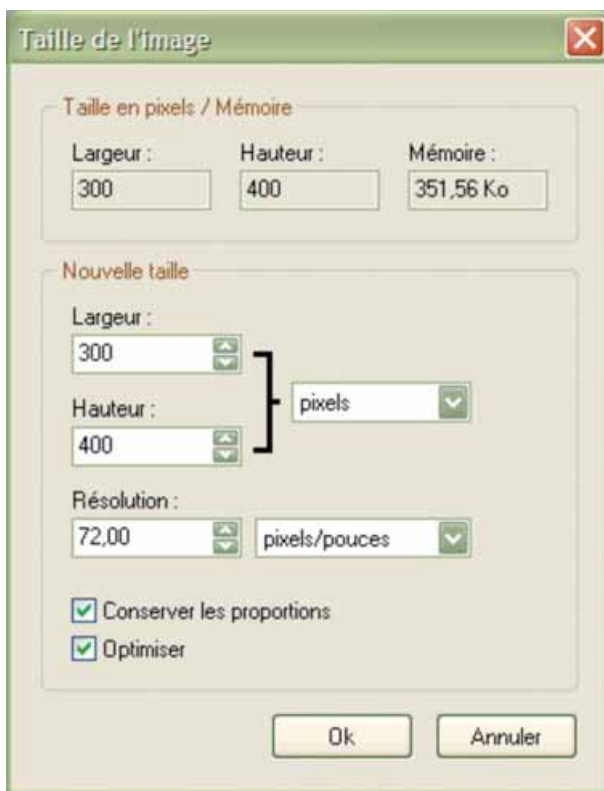 Taille de l'image
Taille en pixels / Mémoire
Largeur : Hauteur : Mémoire :
300 400 351,56 Ko
Nouvelle taille
Largeur :
300
pixels
Hauteur :
400
Résolution :
72,00 pixels/pouces
Conserver les proportions
Optimiser
Ok Annuler